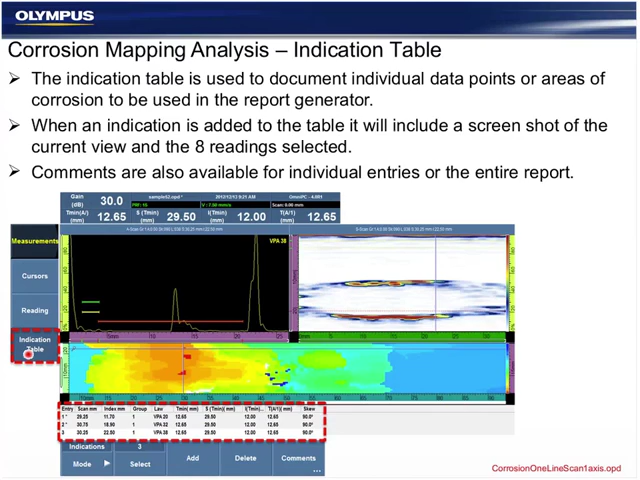 OLYMPUS
Corrosion Mapping Analysis – Indication Table
➢ The indication table is used to document individual data points or areas of
corrosion to be used in the report generator.
➢ When an indication is added to the table it will include a screen shot of the
current view and the 8 readings selected.
➢ Comments are also available for individual entries or the entire report.
Gain (dB) 30.0
Tmin(A/) (mm) 12.65 S (Tmin) (mm) 29.50 I(Tmin) (mm) 12.00 T(A/1) (mm) 12.65
Measurements
VPA 38
Cursors
Reading
Indication
Table
Entry Scan mm Index mm Group Law Tmin( mm) S (Tmin)( mm) I(Tmin)... T(A/1)( mm) Skew
1 * 29.25 11.70 1 VPA 20 12.65 29.50 12.00 12.65 90.0º
2 * 30.75 18.90 1 VPA 32 12.65 29.50 12.00 12.65 90.0º
3 30.25 22.50 1 VPA 38 12.65 29.50 12.00 12.65 90.0º
Indications 3
Mode Select Add Delete Comments
...
CorrosionOneLineScan1axis.opd